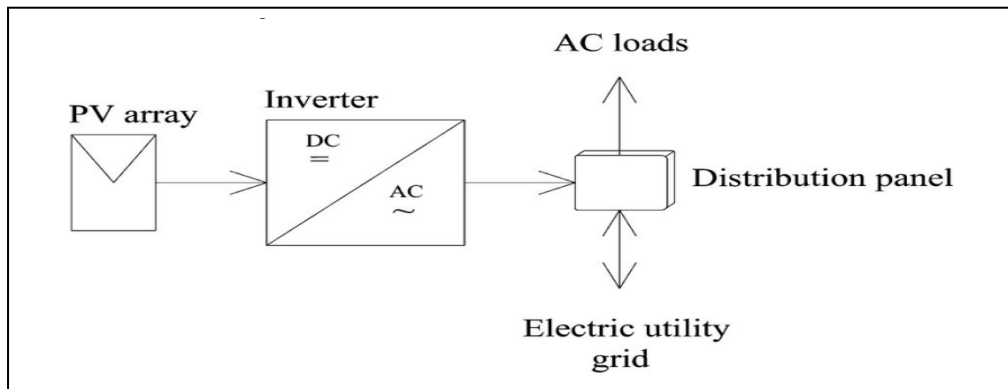 AC loads
PV array
Inverter
DC
=
AC
~
Distribution panel
Electric utility
grid